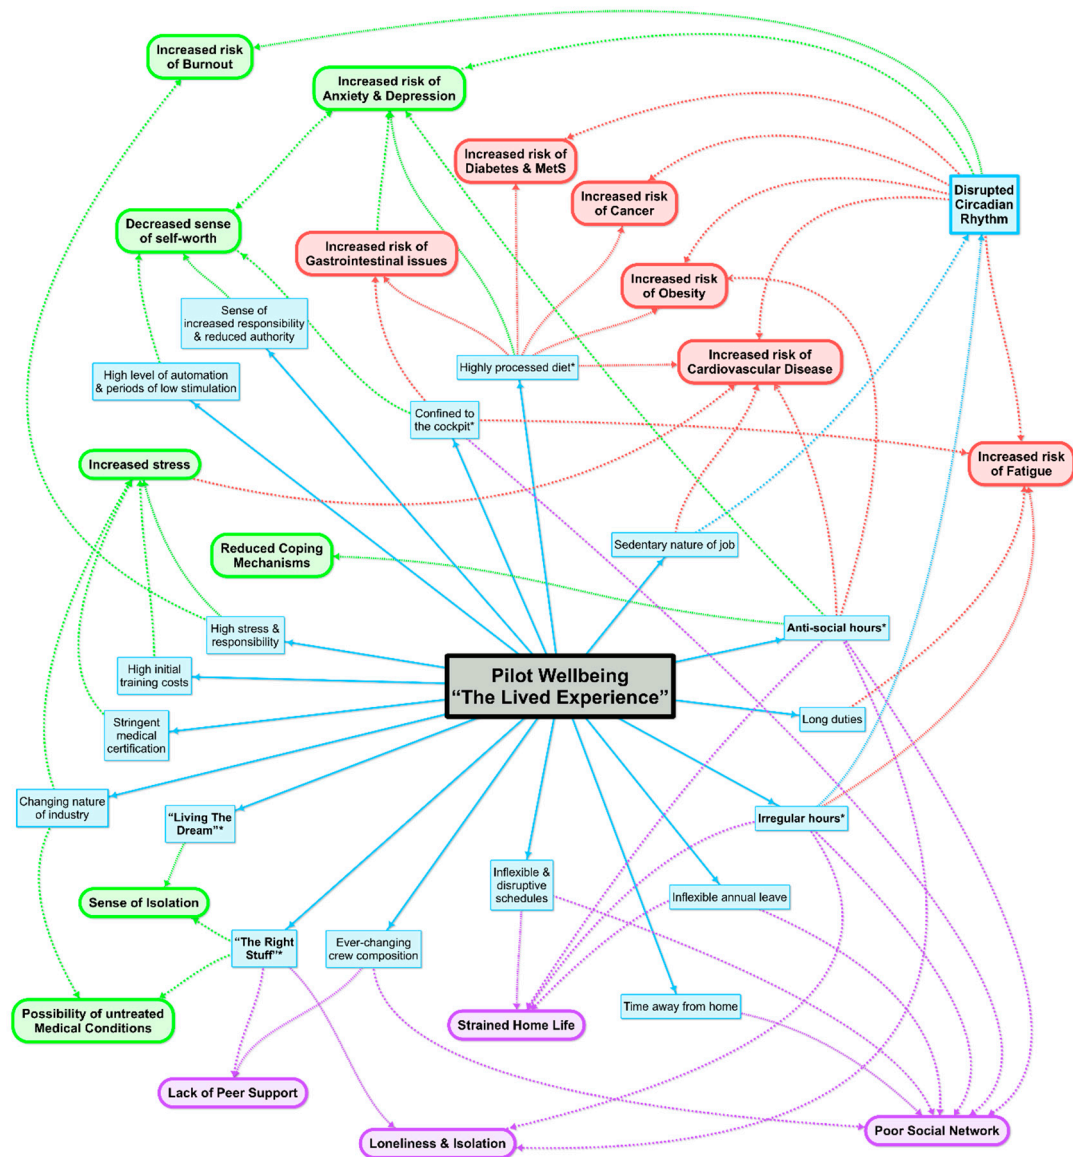 Increased risk
of Burnout
Increased risk of
Anxiety & Depression
Increased risk of
Diabetes & MetS
Increased risk
of Cancer
Disrupted
Circadian
Rhythm
Decreased sense
of self-worth
Increased risk of
Gastrointestinal issues
Increased risk
of Obesity
Sense of
increased responsibility
& reduced authority
Increased risk of
Cardiovascular Disease
High level of automation
& periods of low stimulation
Highly processed diet*
Confined to
the cockpit*
Increased stress
Increased risk
of Fatigue
Reduced Coping
Mechanisms
Sedentary nature of job
High stress &
responsibility
Anti-social hours*
High initial
training costs
Pilot Wellbeing
“The Lived Experience”
Stringent
medical
certification
Long duties
Changing nature
of industry
“Living The
Dream”*
Irregular hours*
Inflexible &
disruptive
schedules
Inflexible annual leave
Sense of Isolation
“The Right
Stuff”*
Ever-changing
crew composition
Possibility of untreated
Medical Conditions
Strained Home Life
Time away from home
Lack of Peer Support
Loneliness & Isolation
Poor Social Network